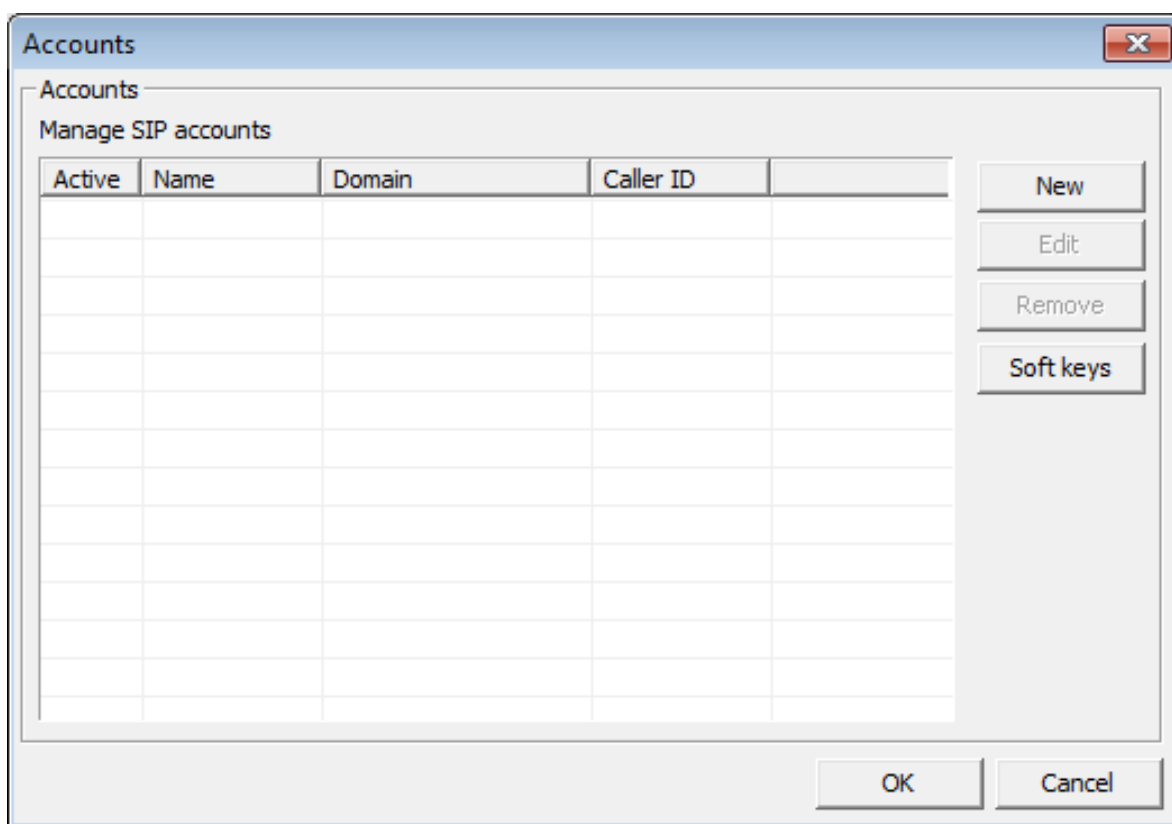 Accounts
Accounts
Manage SIP accounts
Active Name Domain Caller ID
New
Edit
Remove
Soft keys
OK Cancel